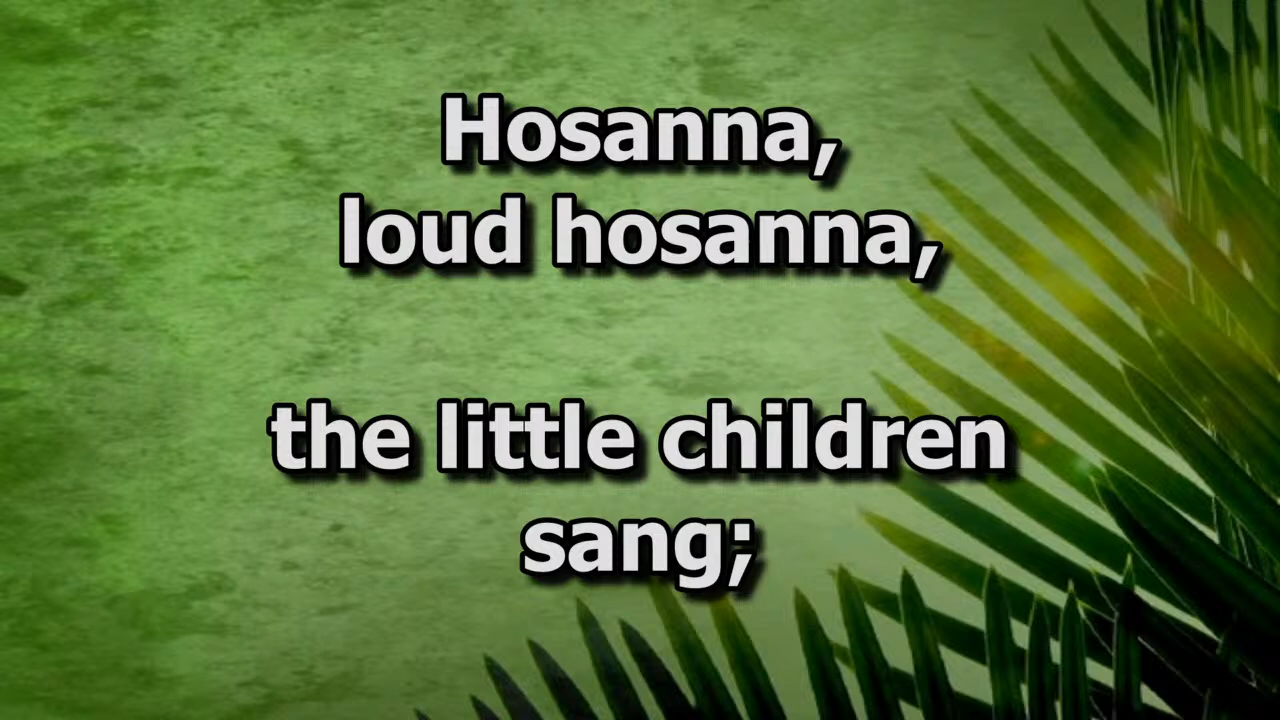 Hosanna,
loud hosanna,
the little children
sang;